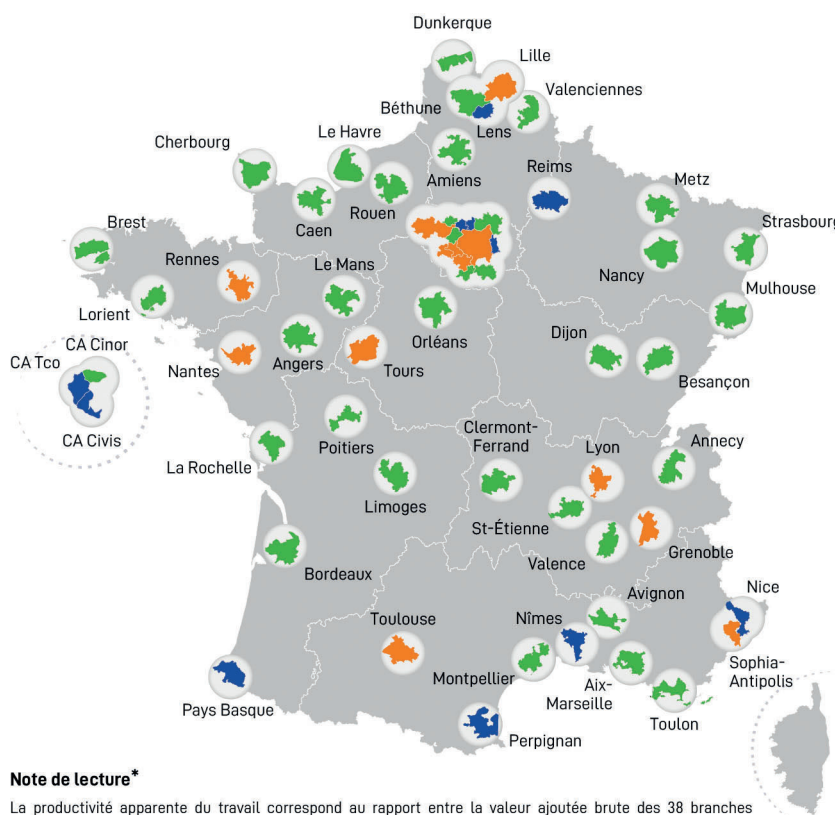 Dunkerque
Lille
Valenciennes
Béthune
Lens
Cherbourg
Le Havre
Amiens
Reims
Metz
Caen
Rouen
Strasbourg
Brest
Rennes
Le Mans
Nancy
Mulhouse
Lorient
Orléans
Dijon
CA Cinor
CA Tco
Nantes
Angers
Tours
Besançon
CA Civis
Poitiers
Clermont-
Ferrand
Lyon
Annecy
La Rochelle
Limoges
St-Étienne
Valence
Grenoble
Bordeaux
Avignon
Nice
Toulouse
Nîmes
Montpellier
Sophia-
Antipolis
Aix-
Marseille
Toulon
Pays Basque
Perpignan
Note de lecture*
La productivité apparente du travail correspond au rapport entre la valeur ajoutée brute des 38 branches